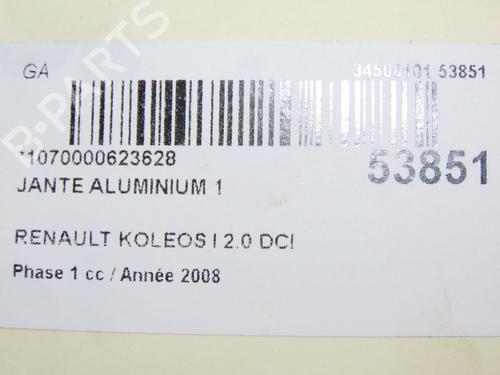 GA
34500101 53851
*1070000623628
53851
JANTE ALUMINIUM 1
RENAULT KOLEOS I 2.0 DCI
Phase 1 cc / Année 2008
B-PARTS